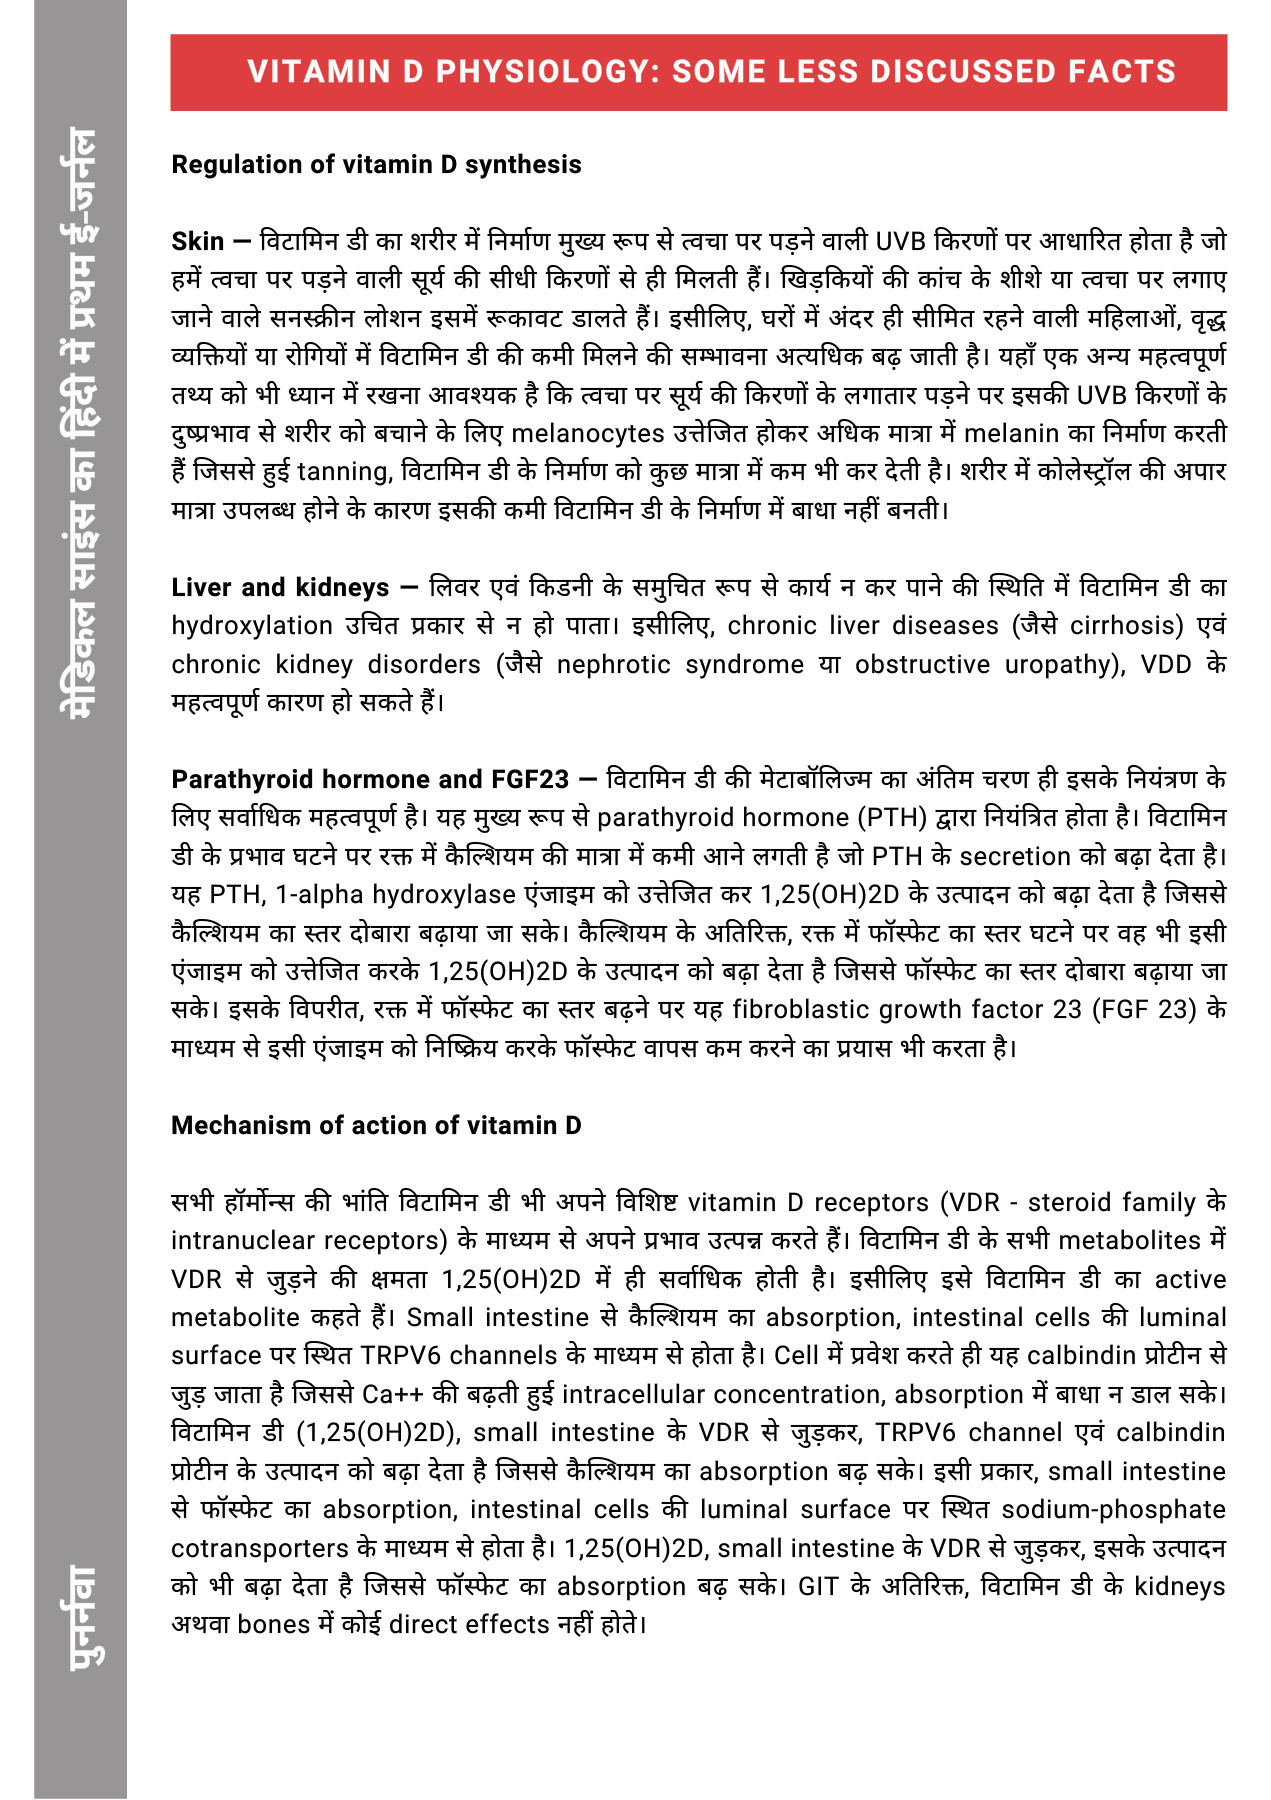 VITAMIN D PHYSIOLOGY: SOME LESS DISCUSSED FACTS
मेडिकल साइंस का हिंदी में प्रथम ई-जर्नल
पुनर्नवा
Regulation of vitamin D synthesis
Skin — विटामिन डी का शरीर में निर्माण मुख्य रूप से त्वचा पर पड़ने वाली UVB किरणों पर आधारित होता है जो
हमें त्वचा पर पड़ने वाली सूर्य की सीधी किरणों से ही मिलती हैं। खिड़कियों की कांच के शीशे या त्वचा पर लगाए
जाने वाले सनस्क्रीन लोशन इसमें रूकावट डालते हैं। इसीलिए, घरों में अंदर ही सीमित रहने वाली महिलाओं, वृद्ध
व्यक्तियों या रोगियों में विटामिन डी की कमी मिलने की सम्भावना अत्यधिक बढ़ जाती है। यहाँ एक अन्य महत्वपूर्ण
तथ्य को भी ध्यान में रखना आवश्यक है कि त्वचा पर सूर्य की किरणों के लगातार पड़ने पर इसकी UVB किरणों के
दुष्प्रभाव से शरीर को बचाने के लिए melanocytes उत्तेजित होकर अधिक मात्रा में melanin का निर्माण करती
हैं जिससे हुई tanning, विटामिन डी के निर्माण को कुछ मात्रा में कम भी कर देती है। शरीर में कोलेस्ट्रॉल की अपार
मात्रा उपलब्ध होने के कारण इसकी कमी विटामिन डी के निर्माण में बाधा नहीं बनती।
Liver and kidneys — लिवर एवं किडनी के समुचित रूप से कार्य न कर पाने की स्थिति में विटामिन डी का
hydroxylation उचित प्रकार से न हो पाता। इसीलिए, chronic liver diseases (जैसे cirrhosis) एवं
chronic kidney disorders (जैसे nephrotic syndrome या obstructive uropathy), VDD के
महत्वपूर्ण कारण हो सकते हैं।
Parathyroid hormone and FGF23 — विटामिन डी की मेटाबॉलिज्म का अंतिम चरण ही इसके नियंत्रण के
लिए सर्वाधिक महत्वपूर्ण है। यह मुख्य रूप से parathyroid hormone (PTH) द्वारा नियंत्रित होता है। विटामिन
डी के प्रभाव घटने पर रक्त में कैल्शियम की मात्रा में कमी आने लगती है जो PTH के secretion को बढ़ा देता है।
यह PTH, 1-alpha hydroxylase एंजाइम को उत्तेजित कर 1,25(OH)2D के उत्पादन को बढ़ा देता है जिससे
कैल्शियम का स्तर दोबारा बढ़ाया जा सके। कैल्शियम के अतिरिक्त, रक्त में फॉस्फेट का स्तर घटने पर वह भी इसी
एंजाइम को उत्तेजित करके 1,25(OH)2D के उत्पादन को बढ़ा देता है जिससे फॉस्फेट का स्तर दोबारा बढ़ाया जा
सके। इसके विपरीत, रक्त में फॉस्फेट का स्तर बढ़ने पर यह fibroblastic growth factor 23 (FGF 23) के
माध्यम से इसी एंजाइम को निष्क्रिय करके फॉस्फेट वापस कम करने का प्रयास भी करता है।
Mechanism of action of vitamin D
सभी हॉर्मोन्स की भांति विटामिन डी भी अपने विशिष्ट vitamin D receptors (VDR - steroid family के
intranuclear receptors) के माध्यम से अपने प्रभाव उत्पन्न करते हैं। विटामिन डी के सभी metabolites में
VDR से जुड़ने की क्षमता 1,25(OH)2D में ही सर्वाधिक होती है। इसीलिए इसे विटामिन डी का active
metabolite कहते हैं। Small intestine से कैल्शियम का absorption, intestinal cells की luminal
surface पर स्थित TRPV6 channels के माध्यम से होता है। Cell में प्रवेश करते ही यह calbindin प्रोटीन से
जुड़ जाता है जिससे Ca++ की बढ़ती हुई intracellular concentration, absorption में बाधा न डाल सके।
विटामिन डी (1,25(OH)2D), small intestine के VDR से जुड़कर, TRPV6 channel एवं calbindin
प्रोटीन के उत्पादन को बढ़ा देता है जिससे कैल्शियम का absorption बढ़ सके। इसी प्रकार, small intestine
से फॉस्फेट का absorption, intestinal cells की luminal surface पर स्थित sodium-phosphate
cotransporters के माध्यम से होता है। 1,25(OH)2D, small intestine के VDR से जुड़कर, इसके उत्पादन
को भी बढ़ा देता है जिससे फॉस्फेट का absorption बढ़ सके। GIT के अतिरिक्त, विटामिन डी के kidneys
अथवा bones में कोई direct effects नहीं होते।